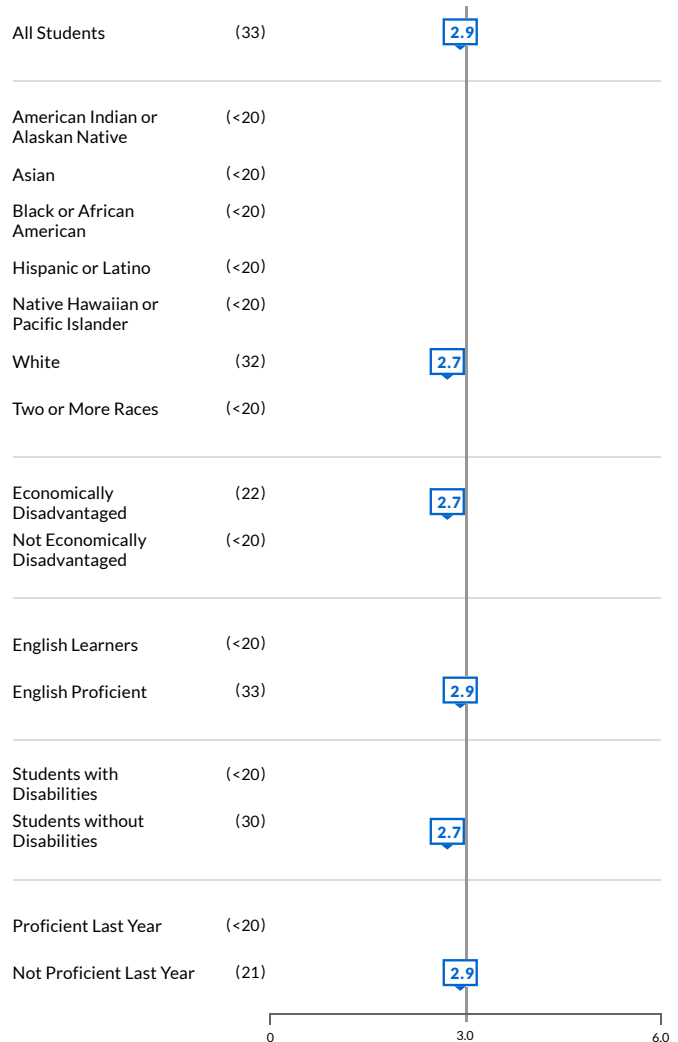 All Students (33) 2.9
American Indian or (<20)
Alaskan Native
Asian (<20)
Black or African (<20)
American
Hispanic or Latino (<20)
Native Hawaiian or (<20)
Pacific Islander
White (32) 2.7
Two or More Races (<20)
Economically (22) 2.7
Disadvantaged
Not Economically (<20)
Disadvantaged
English Learners (<20)
English Proficient (33) 2.9
Students with (<20)
Disabilities
Students without (30) 2.7
Disabilities
Proficient Last Year (<20)
Not Proficient Last Year (21) 2.9
0 3.0 6.0